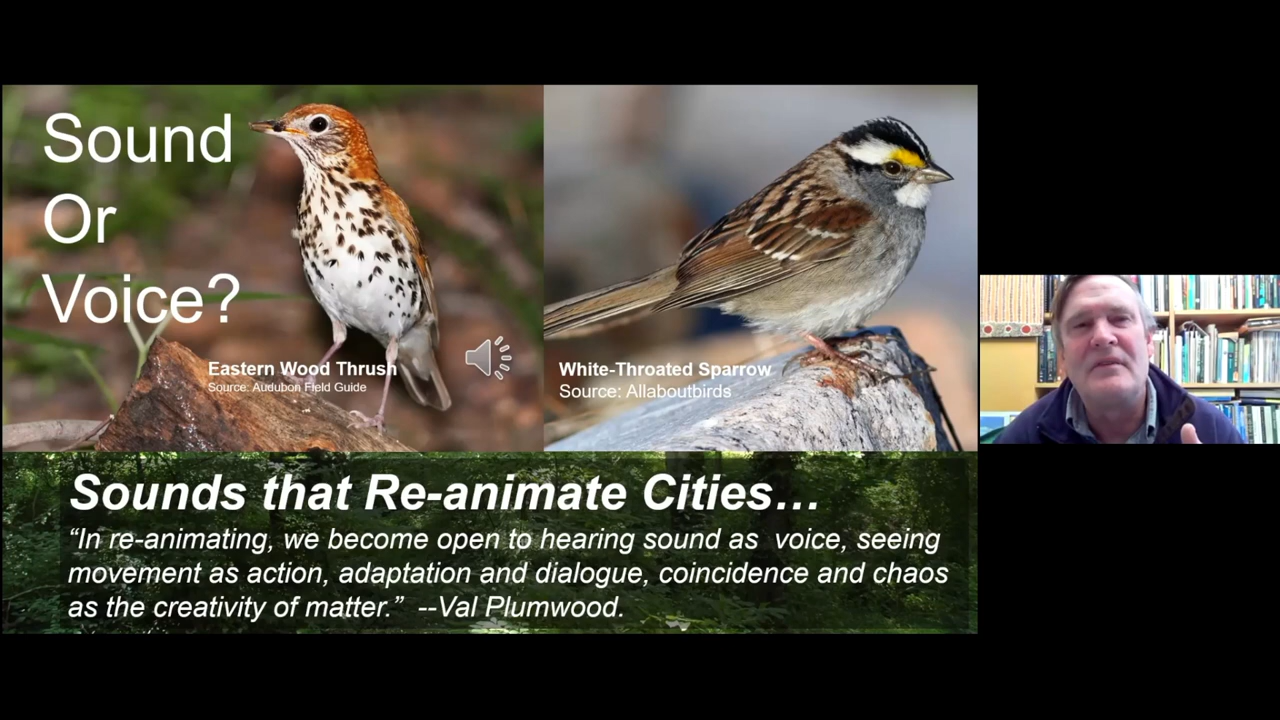 Sound
Or
Voice?
Eastern Wood Thrush
Source: Audubon Field Guide
White-Throated Sparrow
Source: Allaboutbirds
Sounds that Re-animate Cities…
“In re-animating, we become open to hearing sound as voice, seeing
movement as action, adaptation and dialogue, coincidence and chaos
as the creativity of matter.” --Val Plumwood.